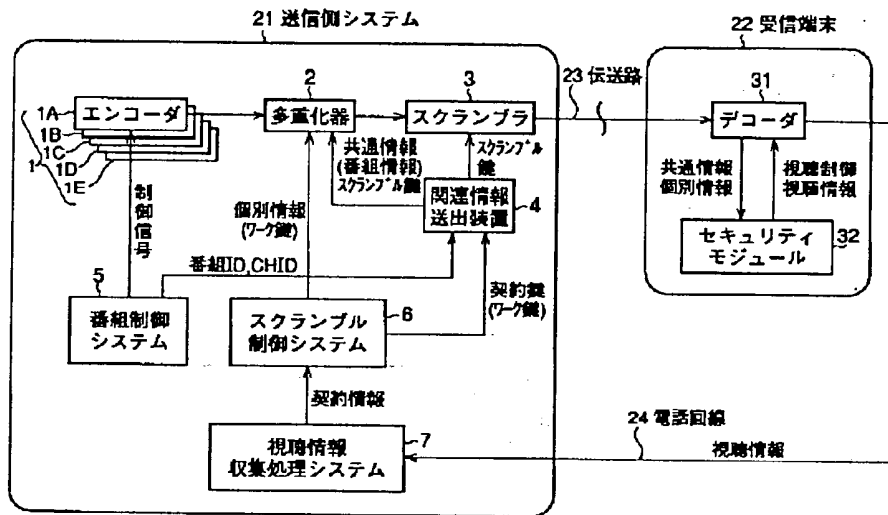 21 送信側システム
22 受信端末
2
3
23 伝送路
31
1A
エンコーダ
多重化器
スクランブラ
デコーダ
1B
1C
1
1D
1E
共通情報
(番組情報)
スクランブル鍵
スクランブル
鍵
共通情報
個別情報
視聴制御
視聴情報
制御信号
個別情報
(ワーク鍵)
関連情報
送出装置
4
セキュリティ
モジュール
32
番組ID,CHID
契約鍵
(ワーク鍵)
5
番組制御
システム
スクランブル
制御システム
6
契約情報
24 電話回線
視聴情報
収集処理システム
7
視聴情報